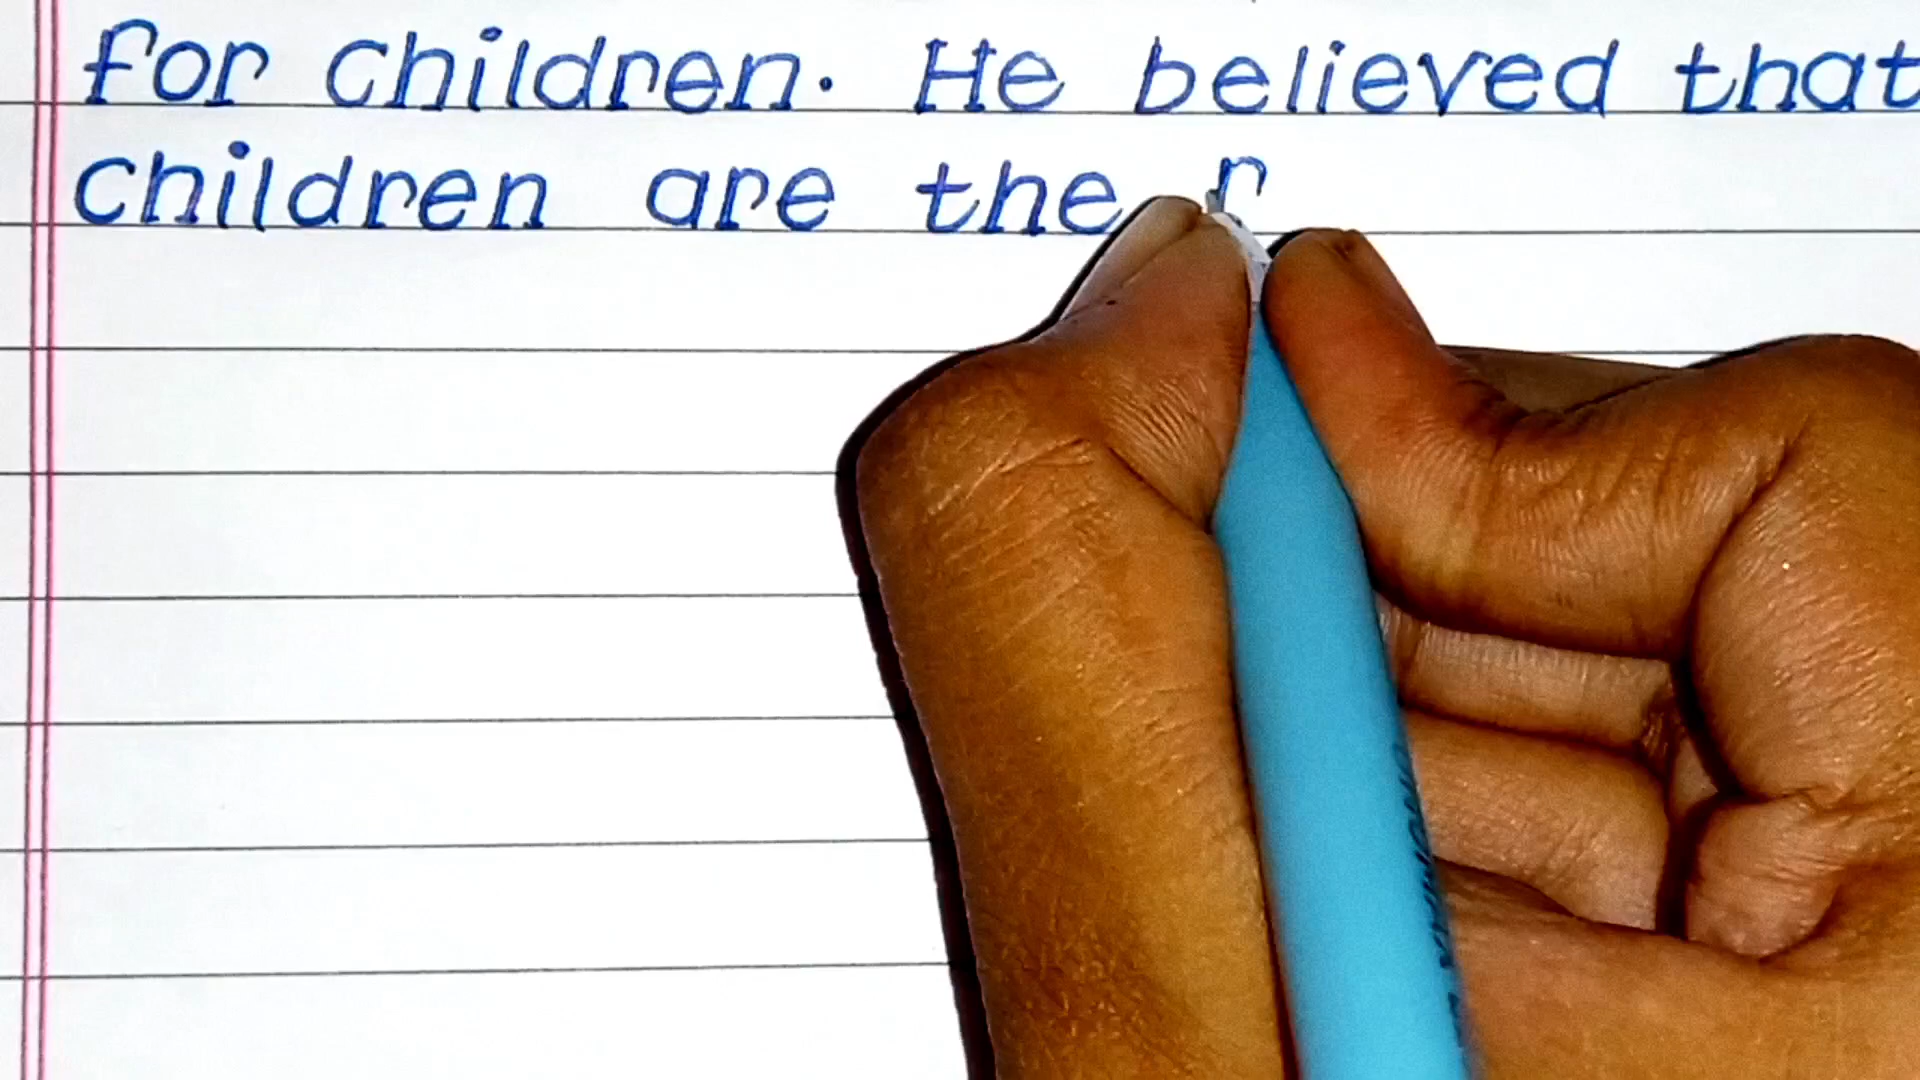 for children. He believed that
children are the r